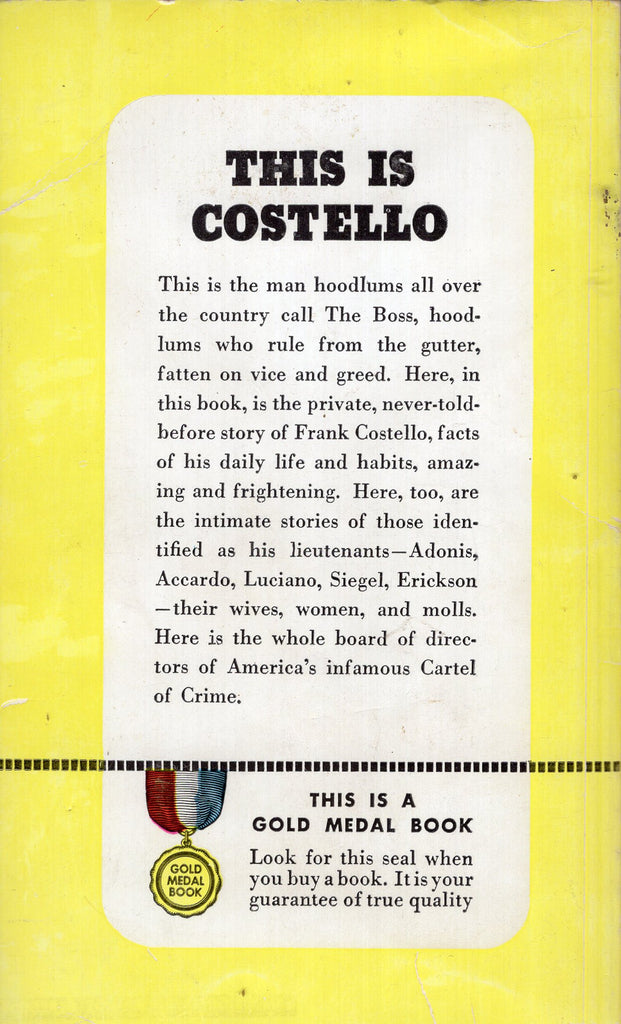 THIS IS
COSTELLO
This is the man hoodlums all over
the country call The Boss, hood-
lums who rule from the gutter,
fatten on vice and greed. Here, in
this book, is the private, never-told-
before story of Frank Costello, facts
of his daily life and habits, amaz-
ing and frightening. Here, too, are
the intimate stories of those iden-
tified as his lieutenants—Adonis,
Accardo, Luciano, Siegel, Erickson
—their wives, women, and molls.
Here is the whole board of direc-
tors of America's infamous Cartel
of Crime.
THIS IS A
GOLD MEDAL BOOK
Look for this seal when
you buy a book. It is your
guarantee of true quality
GOLD
MEDAL
BOOK